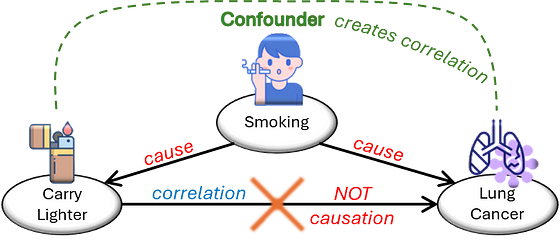 Confounder creates correlation
Smoking
cause
cause
Carry
Lighter
correlation
NOT
causation
Lung
Cancer